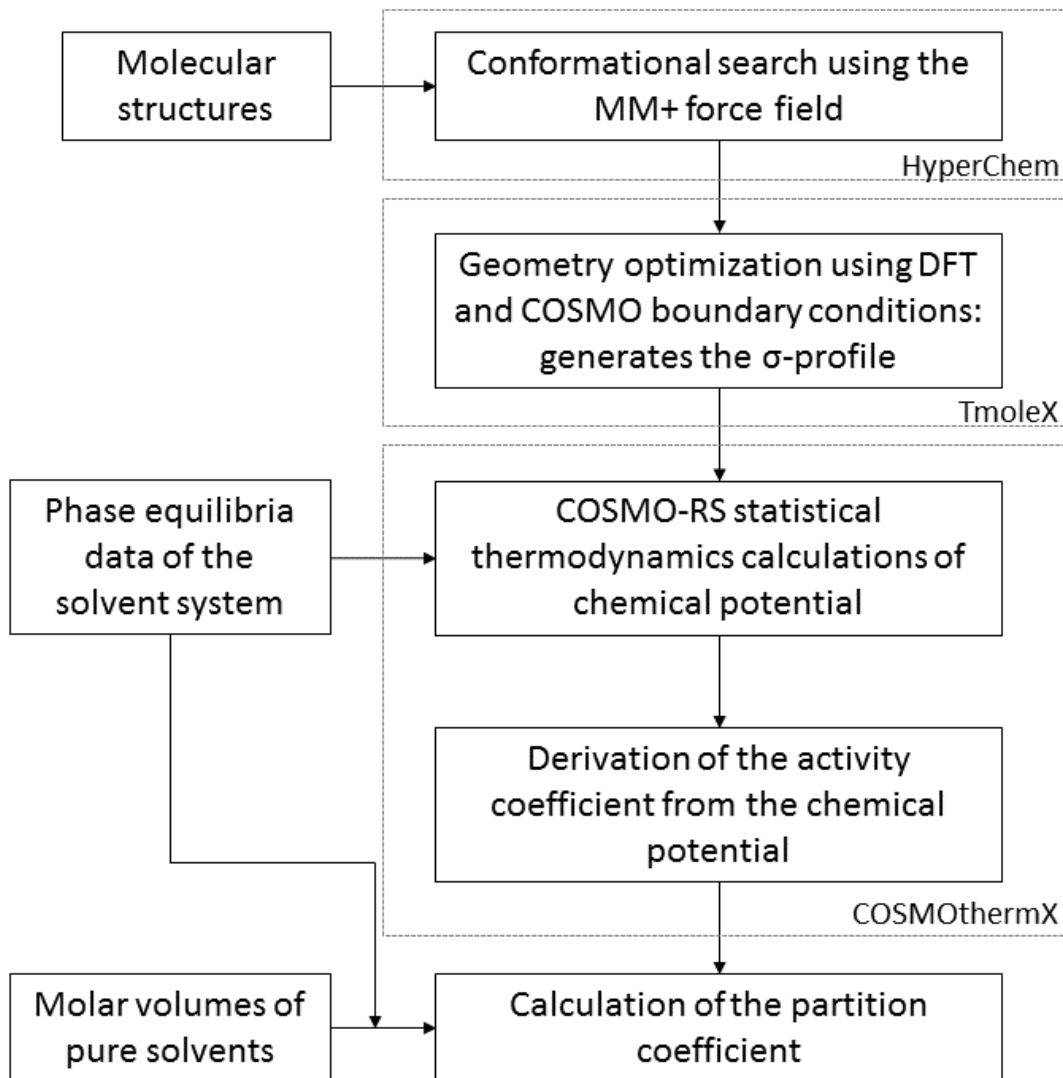 Molecular
structures
Conformational search using the
MM+ force field
HyperChem
Geometry optimization using DFT
and COSMO boundary conditions:
generates the σ-profile
TmoleX
Phase equilibria
data of the
solvent system
COSMO-RS statistical
thermodynamics calculations of
chemical potential
Derivation of the activity
coefficient from the chemical
potential
COSMOthermX
Molar volumes of
pure solvents
Calculation of the partition
coefficient